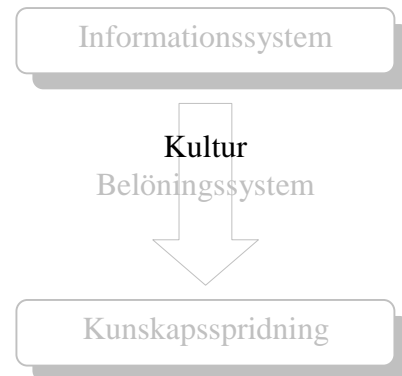 Informationssystem
Kultur
Belöningssystem
Kunskapsspridning